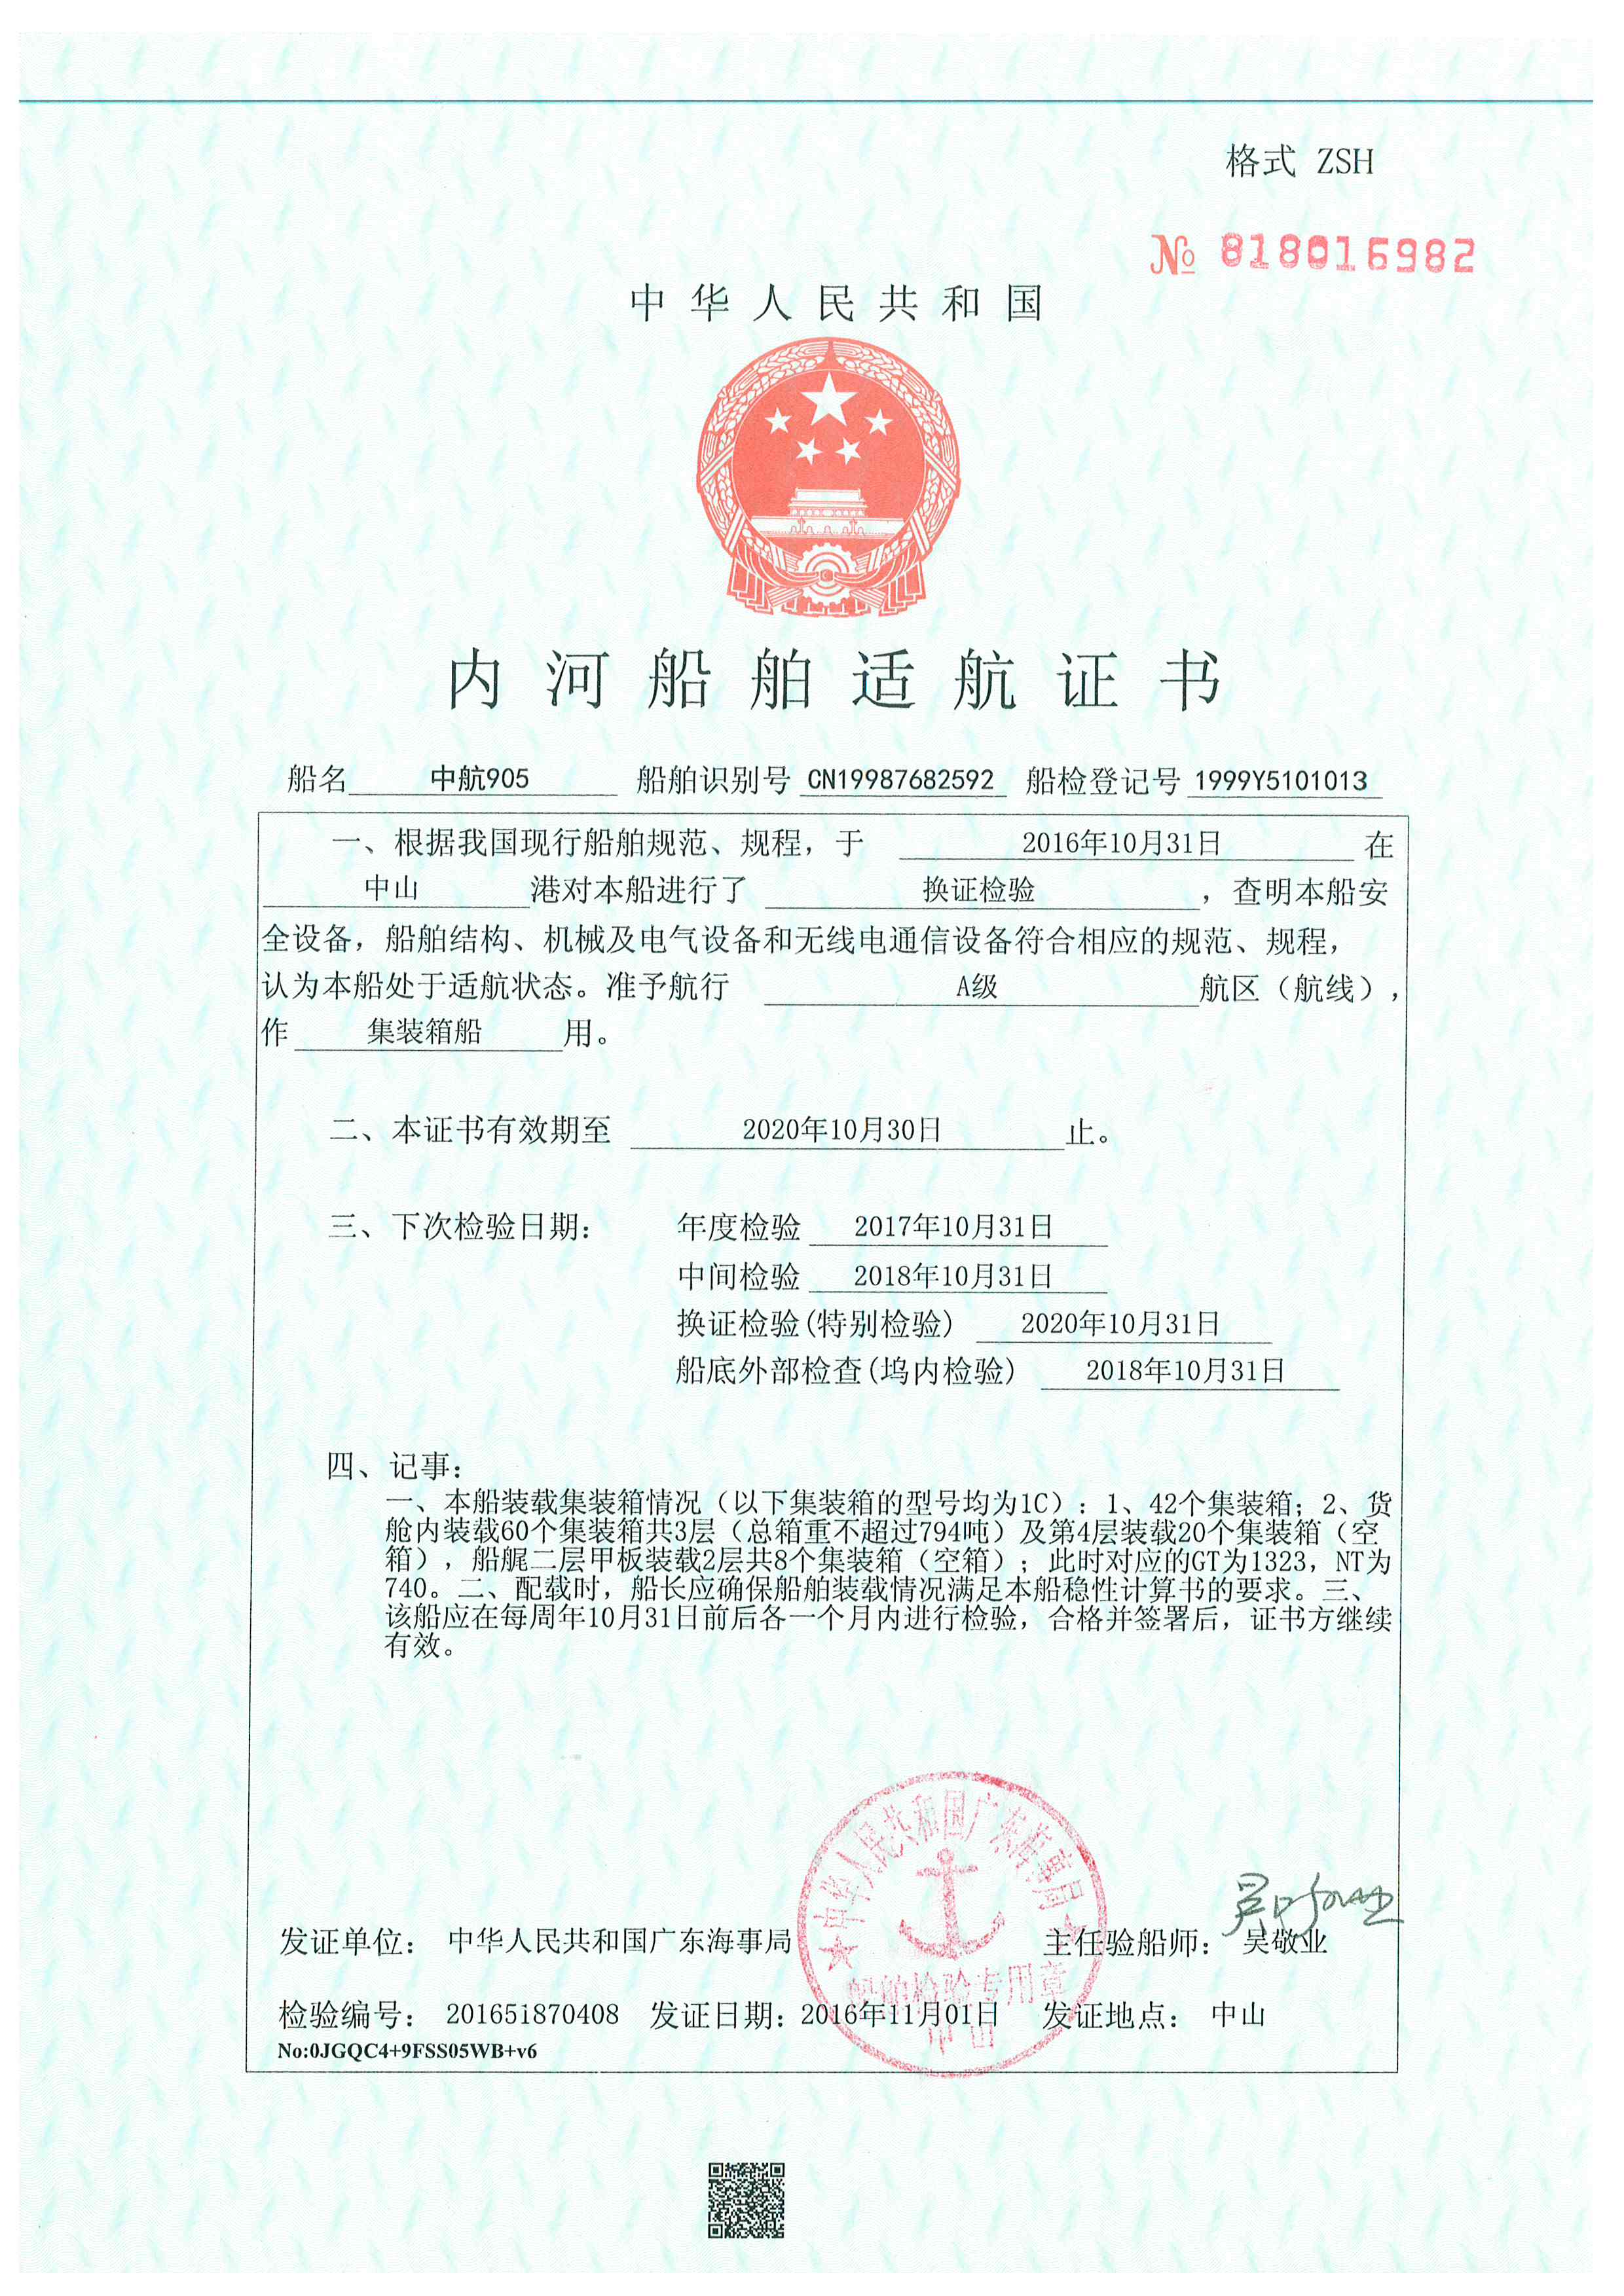 格式 ZSH
№ 818016982
中华人民共和国
内河船舶适航证书
船名 中航905 船舶识别号 CN19987682592 船检登记号 1999Y5101013
一、根据我国现行船舶规范、规程，于 2016年10月31日 在
中山 港对本船进行了 换证检验 ，查明本船安
全设备，船舶结构、机械及电气设备和无线电通信设备符合相应的规范、规程，
认为本船处于适航状态。准予航行 A级 航区（航线），
作 集装箱船 用。
二、本证书有效期至 2020年10月30日 止。
三、下次检验日期： 年度检验 2017年10月31日
中间检验 2018年10月31日
换证检验(特别检验) 2020年10月31日
船底外部检查(坞内检验) 2018年10月31日
四、记事：
一、本船装载集装箱情况（以下集装箱的型号均为1C）：1、42个集装箱；2、货
舱内装载60个集装箱共3层（总箱重不超过794吨）及第4层装载20个集装箱（空
箱），船艉二层甲板装载2层共8个集装箱（空箱）；此时对应的GT为1323，NT为
740。二、配载时，船长应确保船舶装载情况满足本船稳性计算书的要求。三、
该船应在每周年10月31日前后各一个月内进行检验，合格并签署后，证书方继续
有效。
中华人民共和国广东海事局
船舶检验专用章
中山
吴敬业
发证单位： 中华人民共和国广东海事局 主任验船师： 吴敬业
检验编号： 201651870408 发证日期：2016年11月01日 发证地点： 中山
No:0JGQC4+9FSS05WB+v6